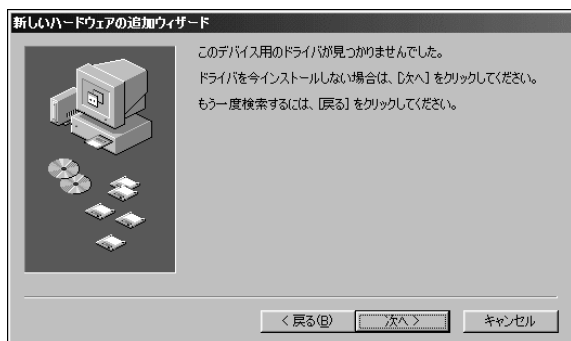 新しいハードウェアの追加ウィザード
このデバイス用のドライバが見つかりませんでした。
ドライバを今インストールしない場合は、[次へ] をクリックしてください。
もう一度検索するには、[戻る] をクリックしてください。
< 戻る(B) 次へ > キャンセル